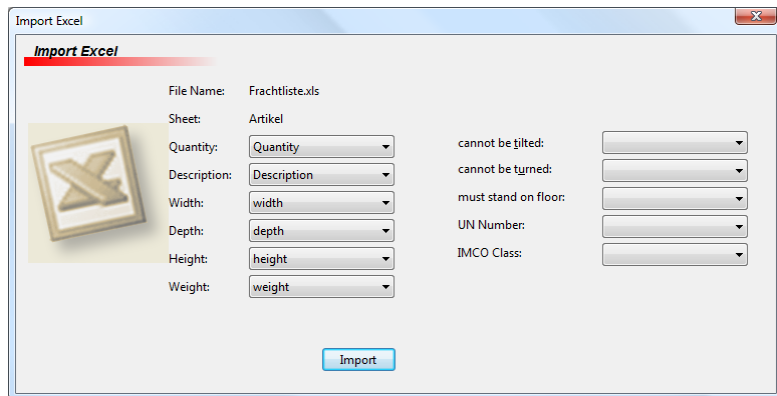 Import Excel
Import Excel
File Name: Frachtliste.xls
Sheet: Artikel
Quantity: Quantity
Description: Description
Width: width
Depth: depth
Height: height
Weight: weight
cannot be tilted:
cannot be turned:
must stand on floor:
UN Number:
IMCO Class:
Import